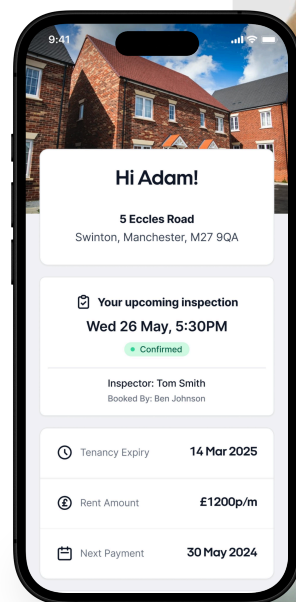 9:41
Hi Adam!
5 Eccles Road
Swinton, Manchester, M27 9QA
Your upcoming inspection
Wed 26 May, 5:30PM
Confirmed
Inspector: Tom Smith
Booked By: Ben Johnson
Tenancy Expiry 14 Mar 2025
£ Rent Amount £1200p/m
Next Payment 30 May 2024